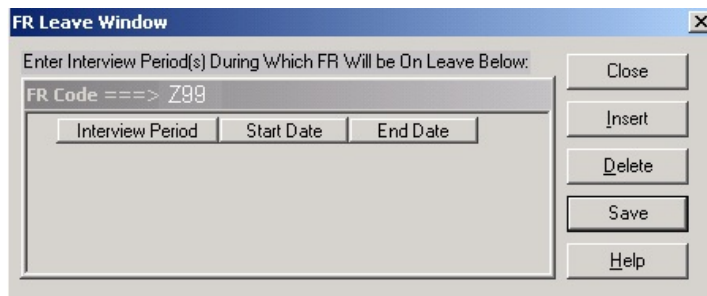 FR Leave Window
Enter Interview Period(s) During Which FR Will be On Leave Below:
FR Code ===> Z99
Interview Period Start Date End Date
Close
Insert
Delete
Save
Help